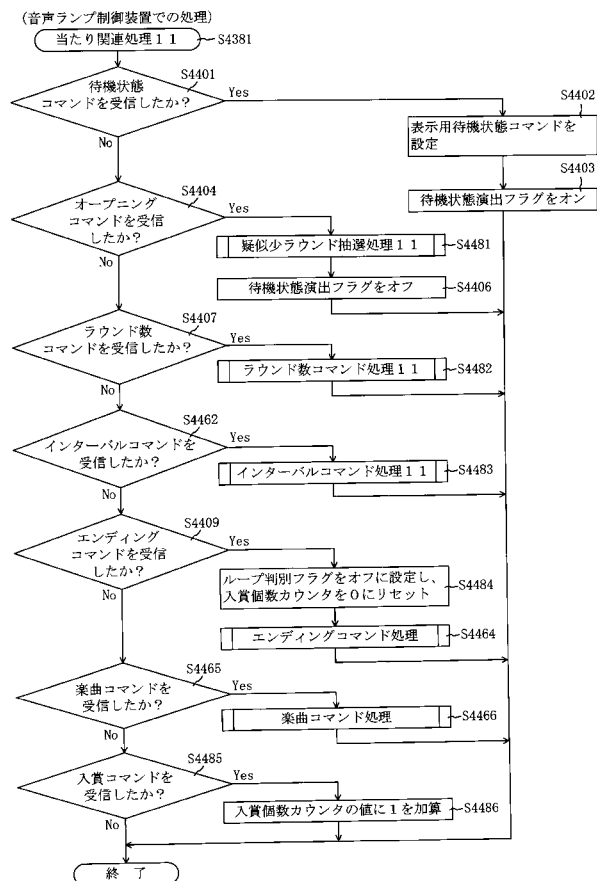 (音声ランプ制御装置での処理)
当たり関連処理11
S4381
S4401
待機状態
コマンドを受信したか?
Yes
No
S4402
表示用待機状態コマンドを
設定
S4403
待機状態演出フラグをオン
S4404
オープニング
コマンドを受信
したか?
Yes
No
疑似少ラウンド抽選処理11
S4481
待機状態演出フラグをオフ
S4406
S4407
ラウンド数
コマンドを受信したか?
Yes
No
ラウンド数コマンド処理11
S4482
S4462
インターバルコマンドを
受信したか?
Yes
No
インターバルコマンド処理11
S4483
S4409
エンディング
コマンドを受信
したか?
Yes
No
ループ判別フラグをオフに設定し、
入賞個数カウンタを0にリセット
S4484
エンディングコマンド処理
S4464
S4465
楽曲コマンドを
受信したか?
Yes
No
楽曲コマンド処理
S4466
S4485
入賞コマンドを
受信したか?
Yes
No
入賞個数カウンタの値に1を加算
S4486
終 了